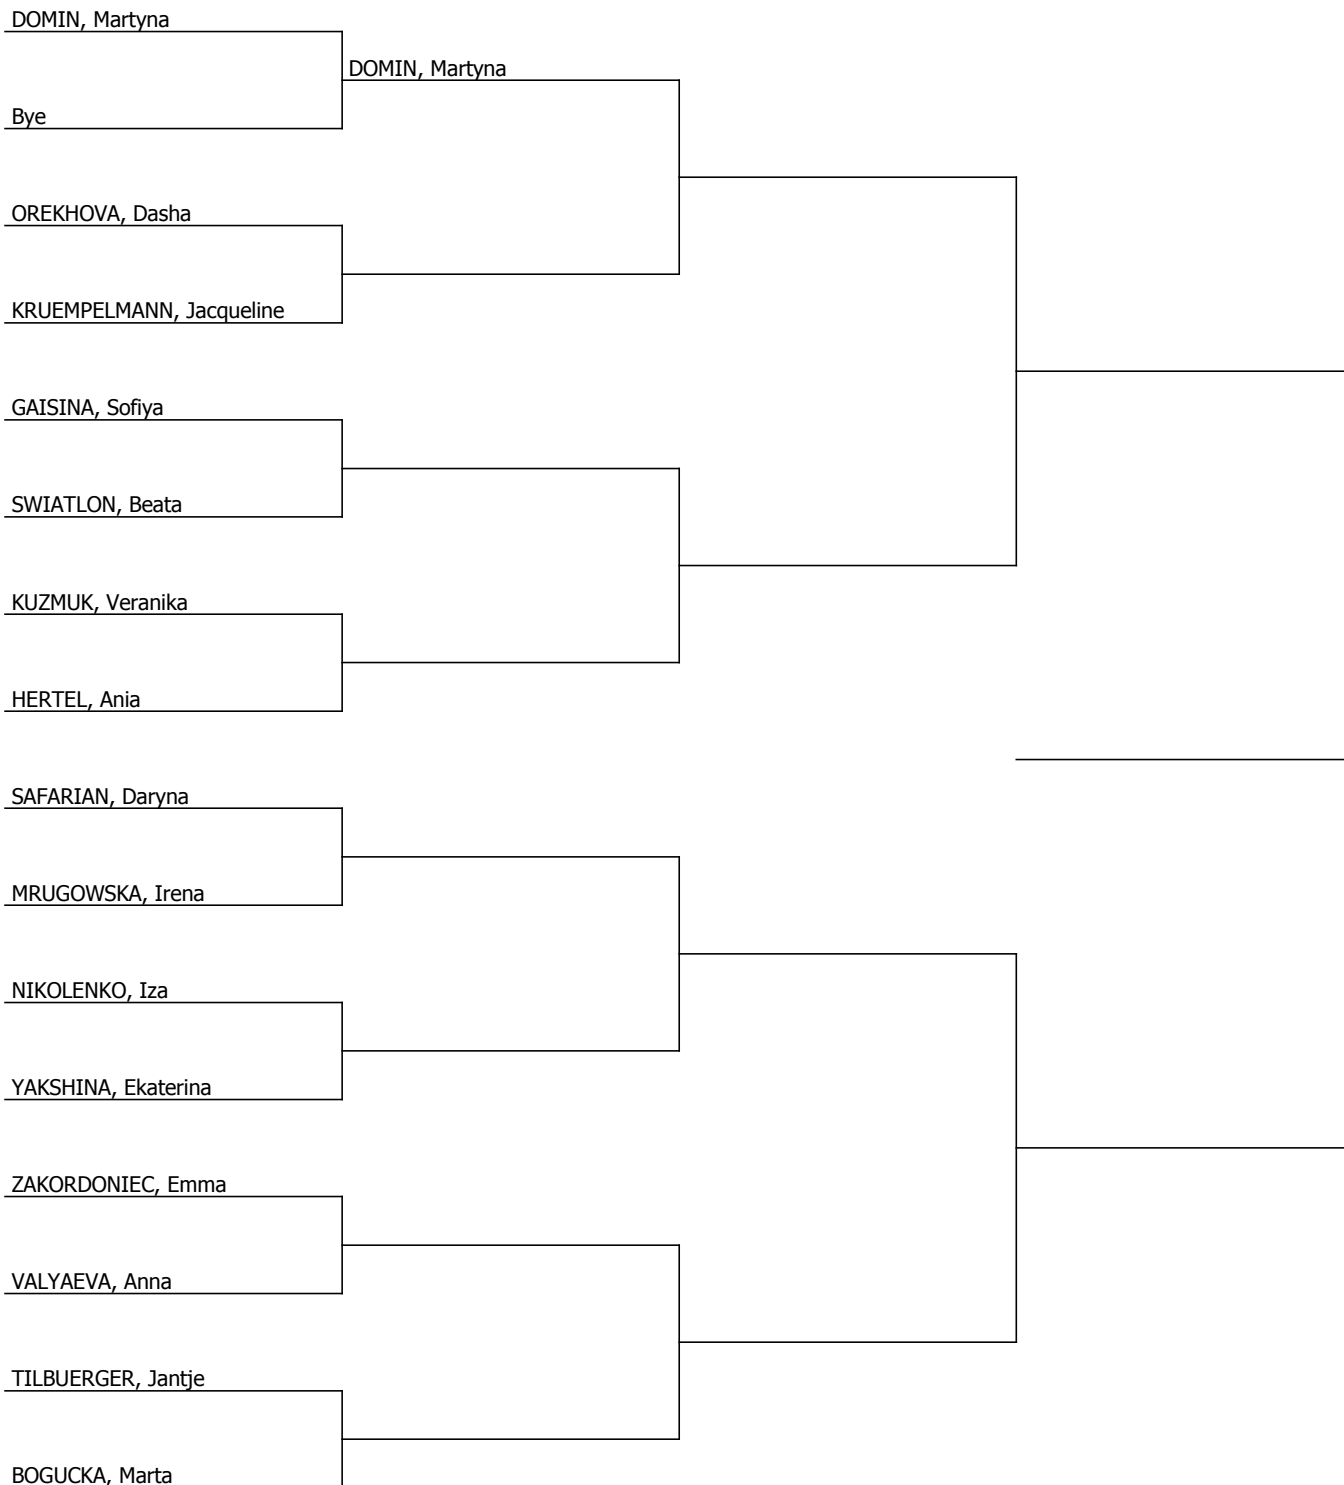 DOMIN, Martyna
DOMIN, Martyna
Bye
OREKHOVA, Dasha
KRUEMPELMANN, Jacqueline
GAISINA, Sofiya
SWIATLON, Beata
KUZMUK, Veranika
HERTEL, Ania
SAFARIAN, Daryna
MRUGOWSKA, Irena
NIKOLENKO, Iza
YAKSHINA, Ekaterina
ZAKORDONIEC, Emma
VALYAEVA, Anna
TILBUERGER, Jantje
BOGUCKA, Marta